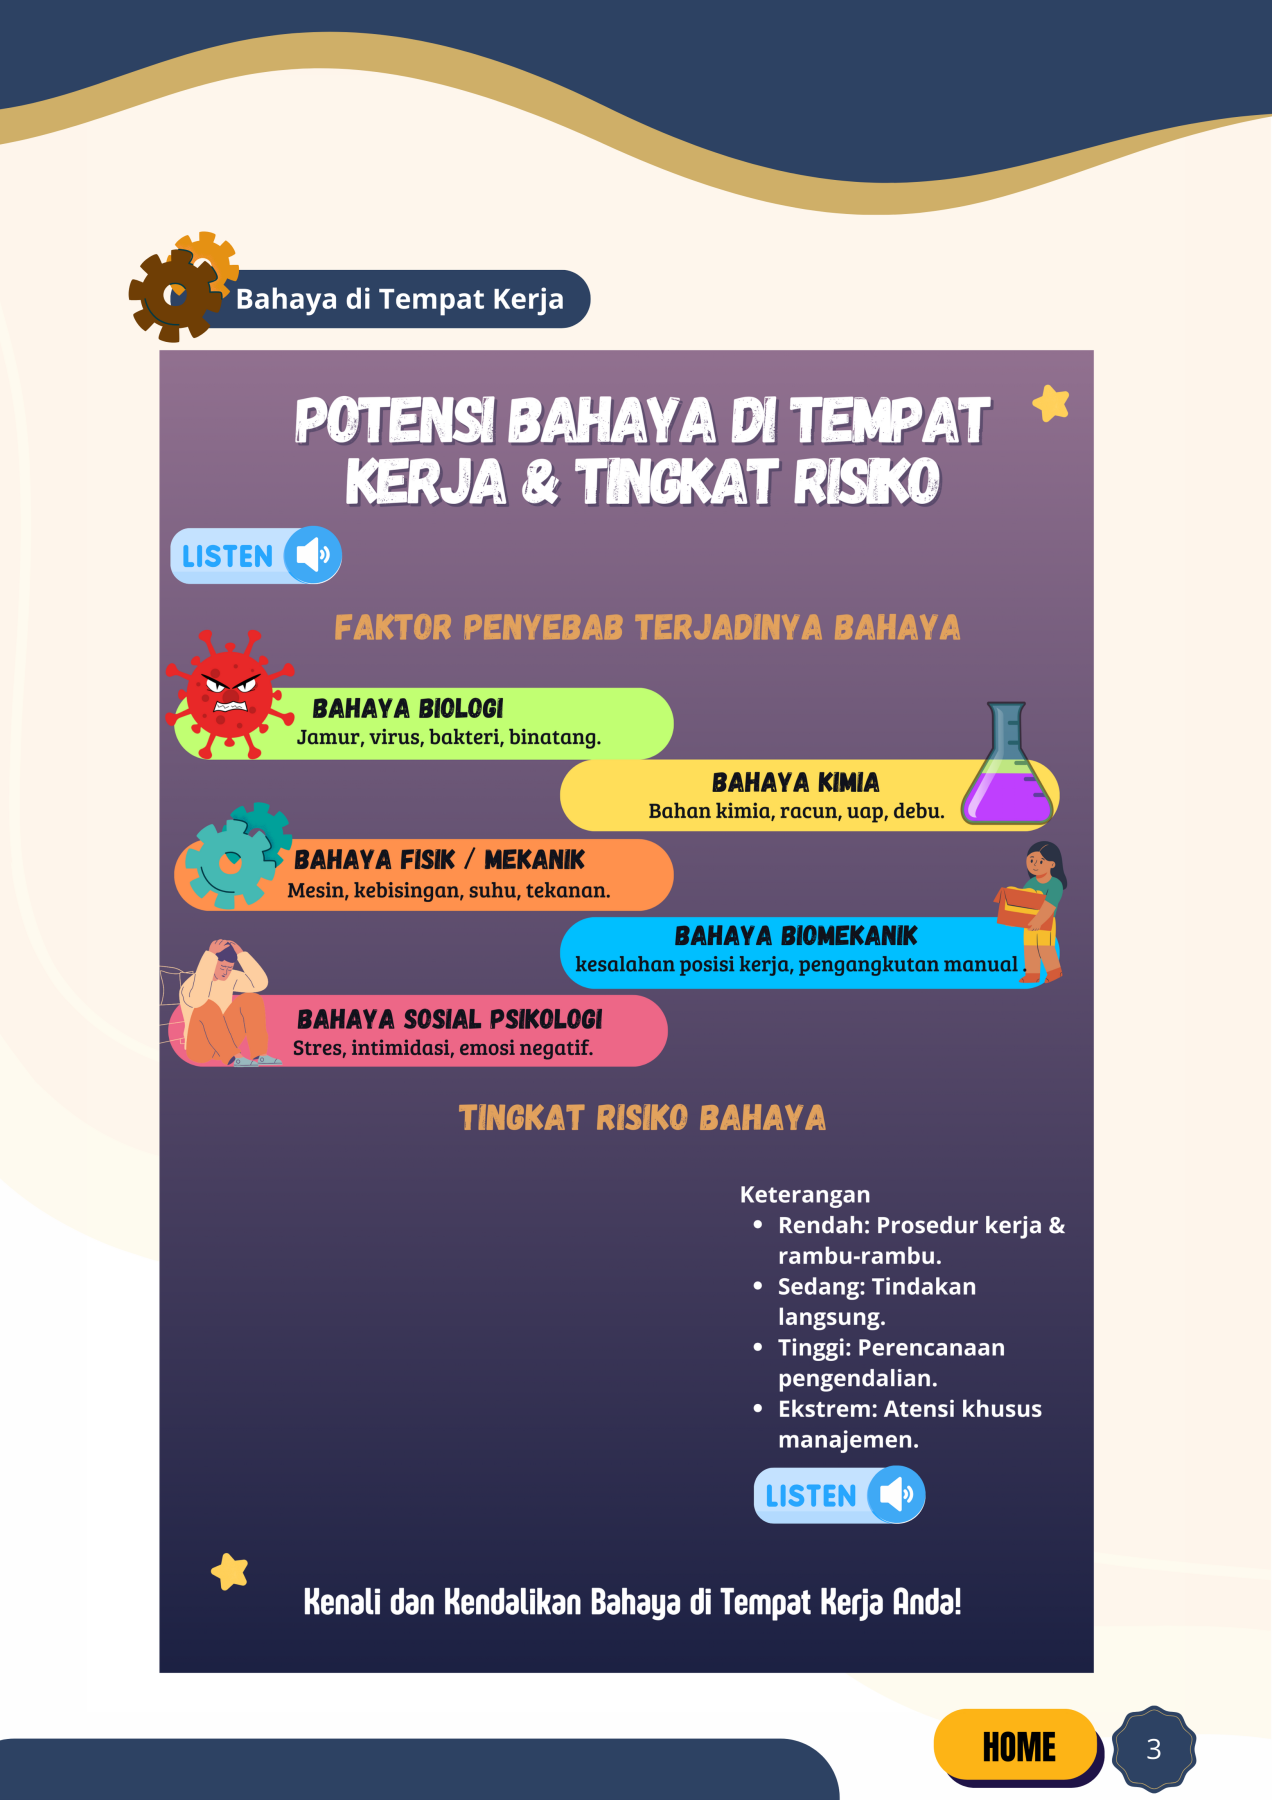 Bahaya di Tempat Kerja
POTENSI BAHAYA DI TEMPAT
KERJA & TINGKAT RISIKO
LISTEN
FAKTOR PENYEBAB TERJADINYA BAHAYA
BAHAYA BIOLOGI
Jamur, virus, bakteri, binatang.
BAHAYA KIMIA
Bahan kimia, racun, uap, debu.
BAHAYA FISIK / MEKANIK
Mesin, kebisingan, suhu, tekanan.
BAHAYA BIOMEKANIK
kesalahan posisi kerja, pengangkutan manual .
BAHAYA SOSIAL PSIKOLOGI
Stres, intimidasi, emosi negatif.
TINGKAT RISIKO BAHAYA
Keterangan
• Rendah: Prosedur kerja &
rambu-rambu.
• Sedang: Tindakan
langsung.
• Tinggi: Perencanaan
pengendalian.
• Ekstrem: Atensi khusus
manajemen.
LISTEN
Kenali dan Kendalikan Bahaya di Tempat Kerja Anda!
HOME
3